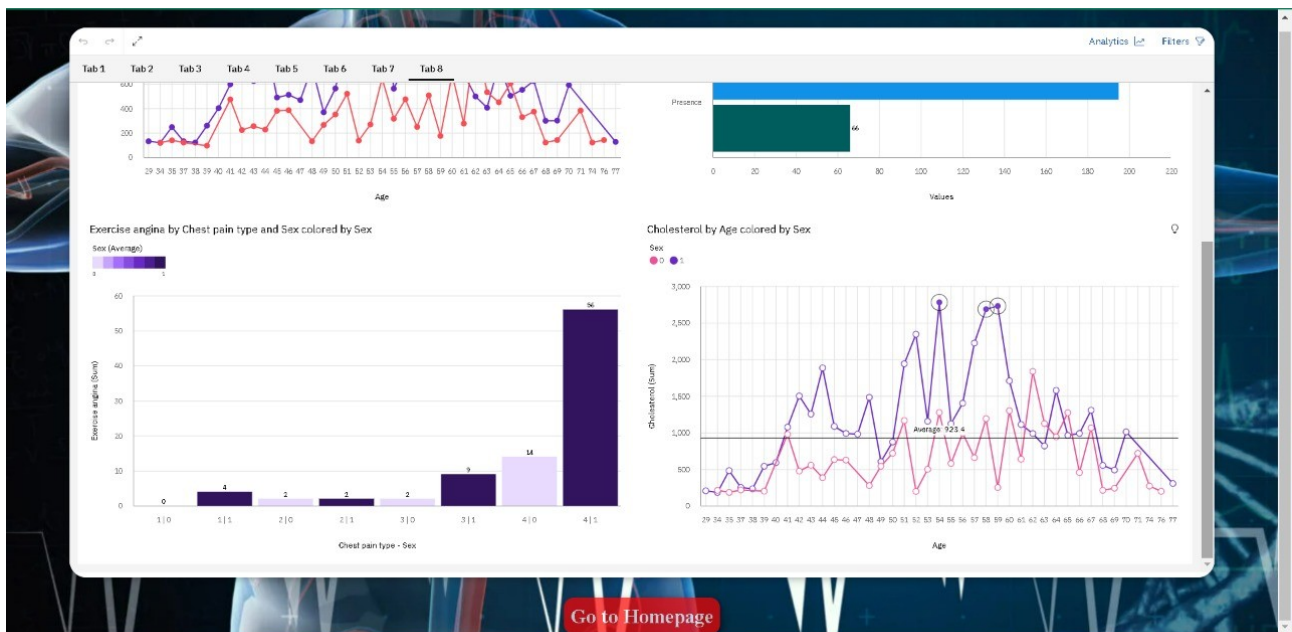 Analytics Filters
Tab 1 Tab 2 Tab 3 Tab 4 Tab 5 Tab 6 Tab 7 Tab 8
600
400
200
0
29 34 35 37 38 39 40 41 42 43 44 45 46 47 48 49 50 51 52 53 54 55 56 57 58 59 60 61 62 63 64 65 66 67 68 69 70 71 74 76 77
Age
Presence
66
0 20 40 60 80 100 120 140 160 180 200 220
Values
Exercise angina by Chest pain type and Sex colored by Sex
Sex (Average)
1
Exercise angina (Sum)
60
50
40
30
20
10
0
0
4
2
2
2
9
14
56
1|0 1|1 2|0 2|1 3|0 3|1 4|0 4|1
Chest pain type - Sex
Cholesterol by Age colored by Sex
Sex
0 1
Cholesterol (Sum)
3,000
2,500
2,000
1,500
1,000
500
0
Average: 923.4
29 34 35 37 38 39 40 41 42 43 44 45 46 47 48 49 50 51 52 53 54 55 56 57 58 59 60 61 62 63 64 65 66 67 68 69 70 71 74 76 77
Age
Go to Homepage